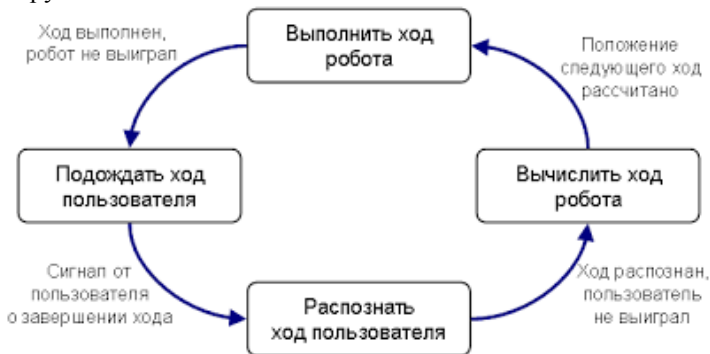 Ход выполнен,
робот не выиграл
Выполнить ход
робота
Положение
следующего ход
рассчитано
Подождать ход
пользователя
Вычислить ход
робота
Сигнал от
пользователя
о завершении хода
Распознать
ход пользователя
Ход распознан,
пользователь
не выиграл